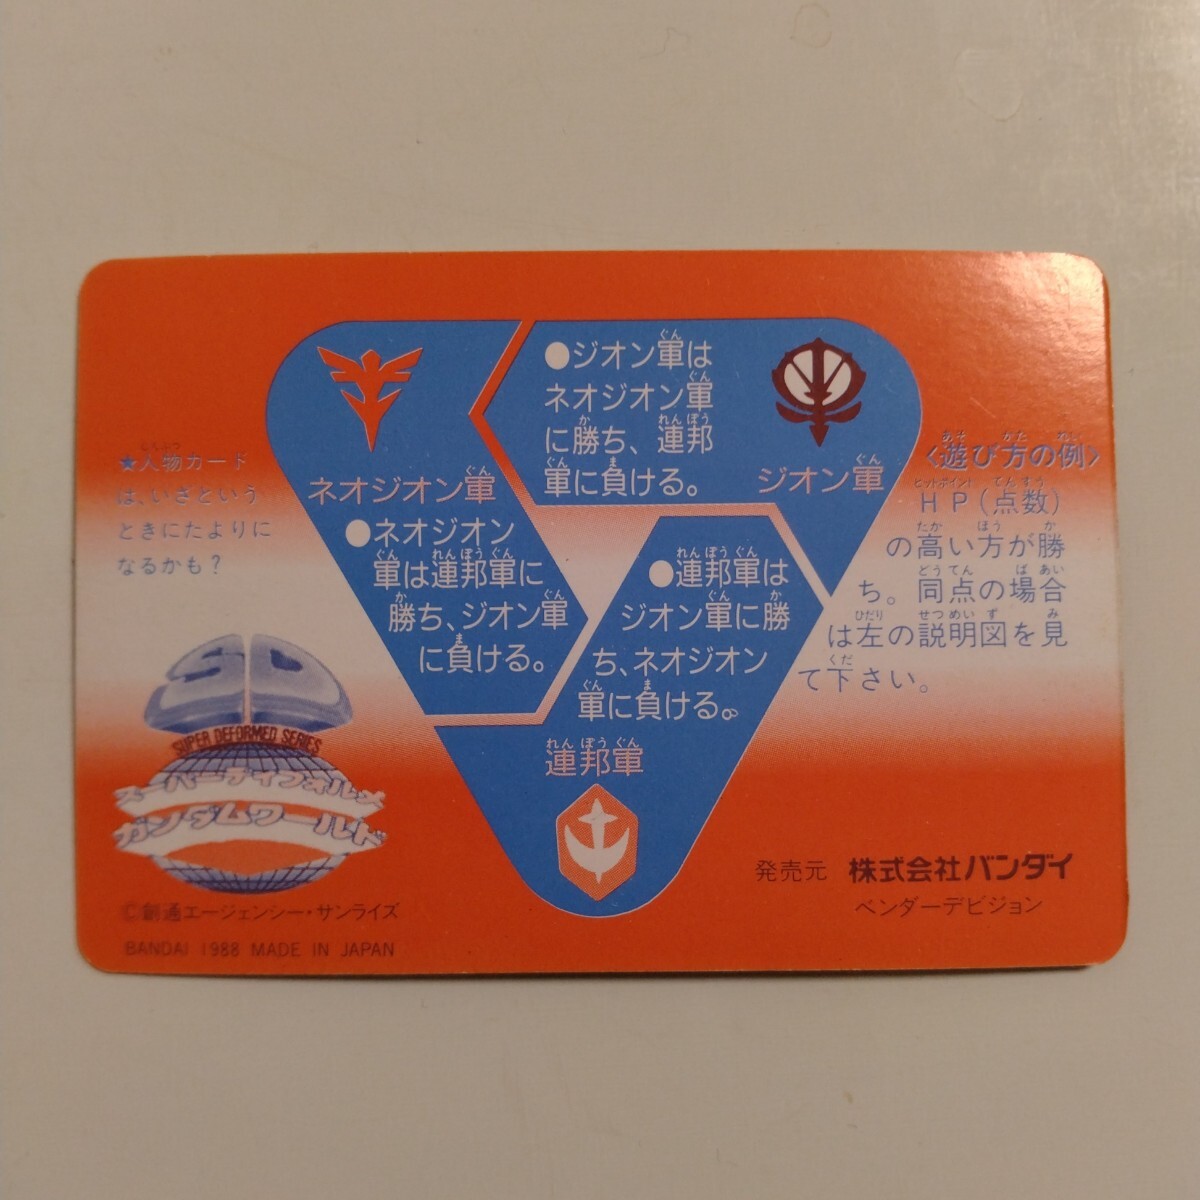 ★人物カード
は、いざという
ときにたよりに
なるかも？
ネオジオン軍
●ネオジオン
軍は連邦軍に
勝ち、ジオン軍
に負ける。
●ジオン軍は
ネオジオン軍
に勝ち、連邦
軍に負ける。
ジオン軍
●連邦軍は
ジオン軍に勝
ち、ネオジオン
軍に負ける。
連邦軍
〈遊び方の例〉
HP(点数)
の高い方が勝
ち。同点の場合
は左の説明図を見
て下さい。
SD
SUPER DEFORMED SERIES
スーパーディフォルメ
ガンダムワールド
©創通エージェンシー・サンライズ
BANDAI 1988 MADE IN JAPAN
発売元 株式会社バンダイ
ベンダーデビジョン